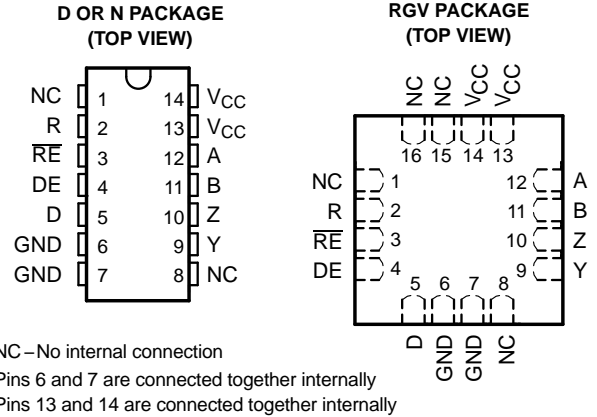 D OR N PACKAGE
(TOP VIEW)
NC 1 14 VCC
R 2 13 VCC
RE 3 12 A
DE 4 11 B
D 5 10 Z
GND 6 9 Y
GND 7 8 NC
RGV PACKAGE
(TOP VIEW)
NC NC VCC VCC
16 15 14 13
NC 1 12 A
R 2 11 B
RE 3 10 Z
DE 4 9 Y
5 6 7 8
D GND GND NC
NC – No internal connection
Pins 6 and 7 are connected together internally
Pins 13 and 14 are connected together internally